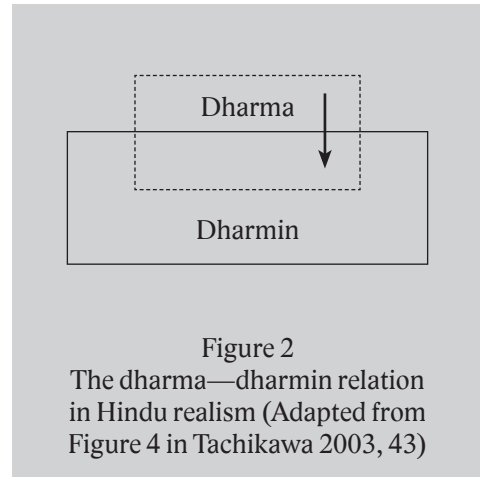 Dharma
Dharmin
Figure 2
The dharma—dharmin relation
in Hindu realism (Adapted from
Figure 4 in Tachikawa 2003, 43)